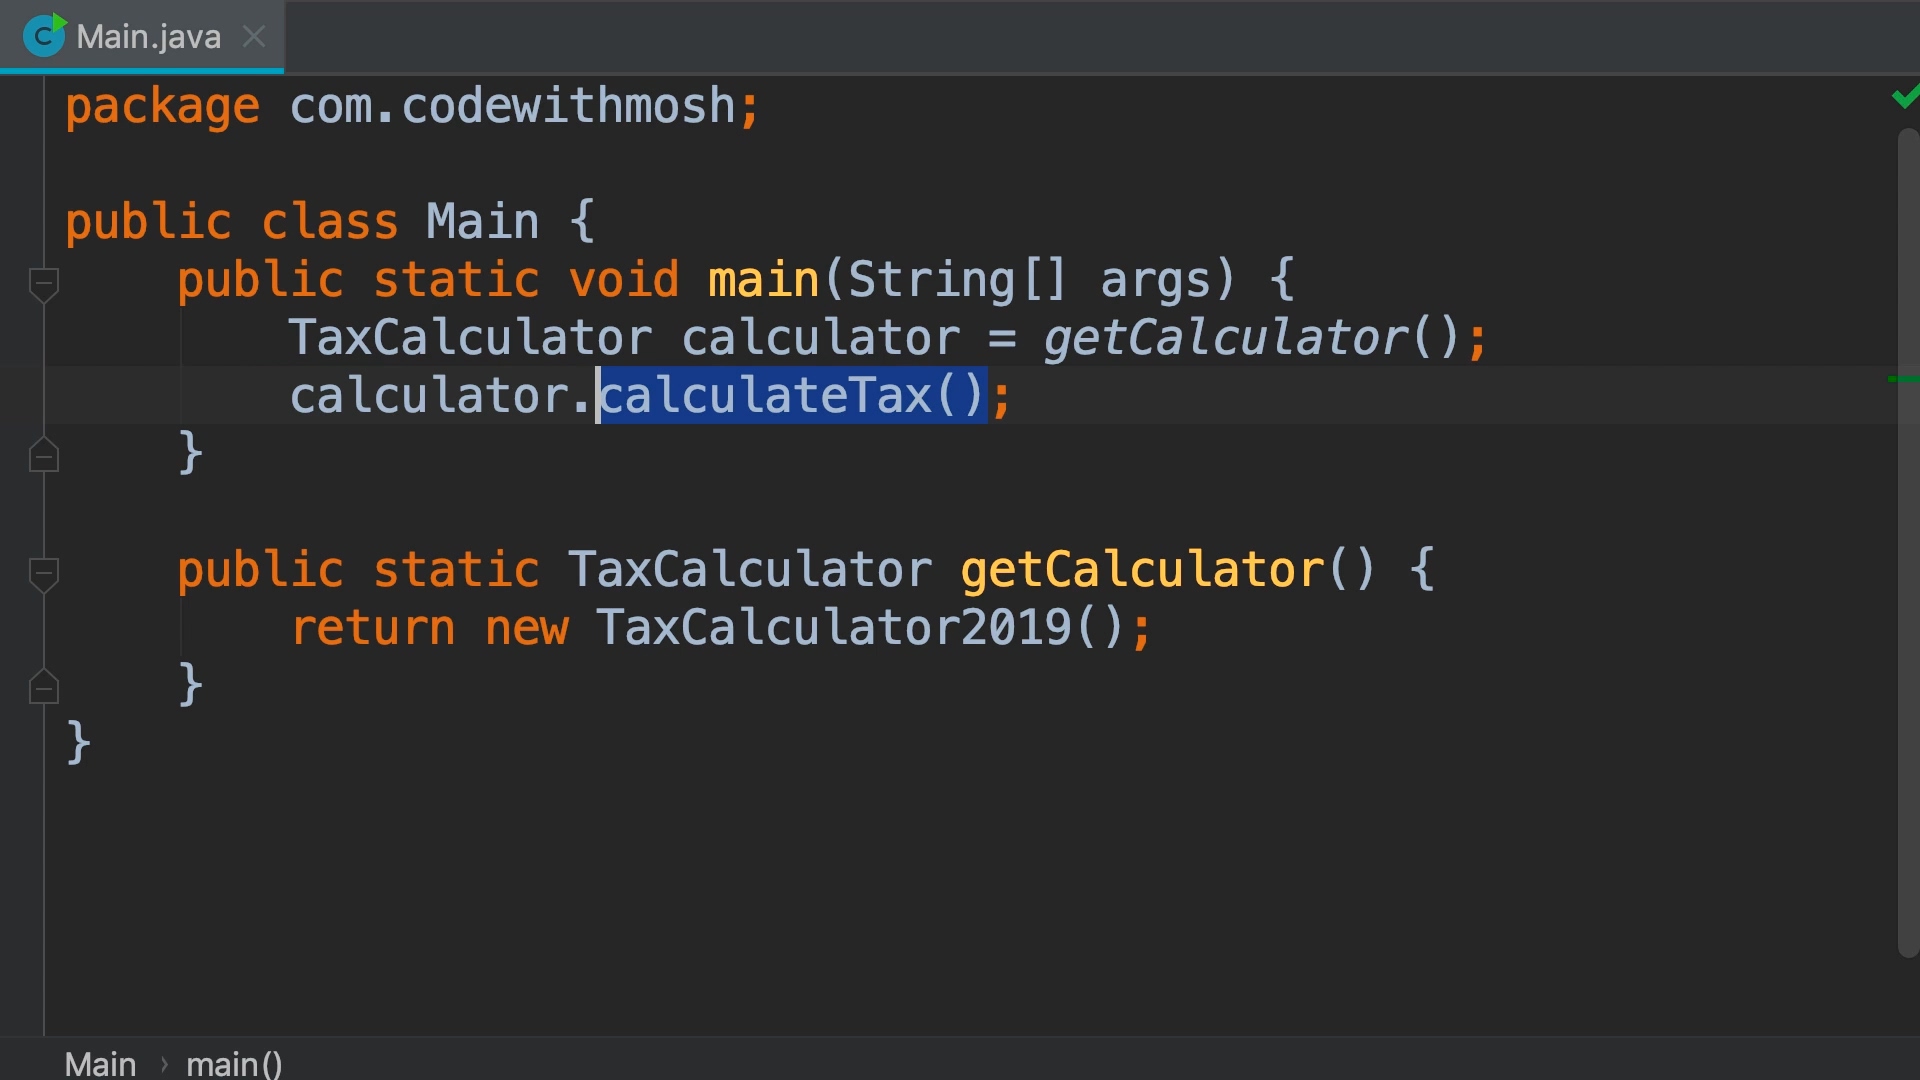 Main.java
package com.codewithmosh;
public class Main {
public static void main(String[] args) {
TaxCalculator calculator = getCalculator();
calculator.calculateTax();
}
public static TaxCalculator getCalculator() {
return new TaxCalculator2019();
}
}
Main › main()